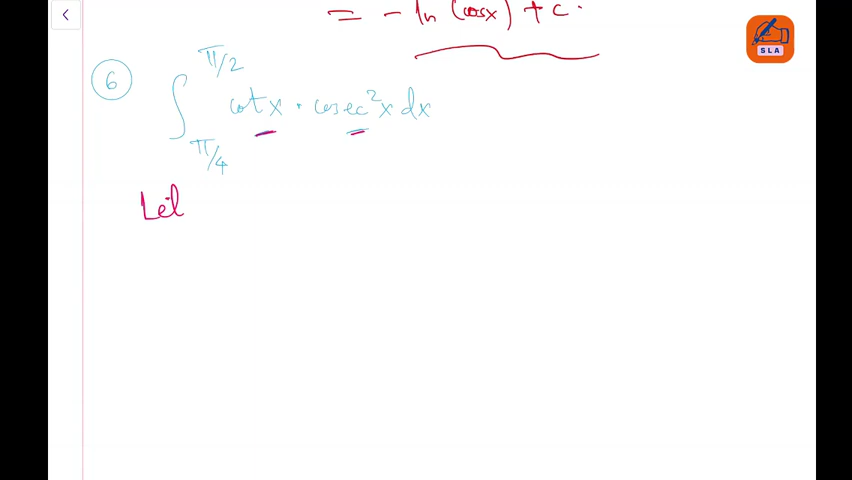 = - ln (cosx) + c.
SLA
6 ∫_{π/4}^{π/2} cot x . cosec²x dx
Let